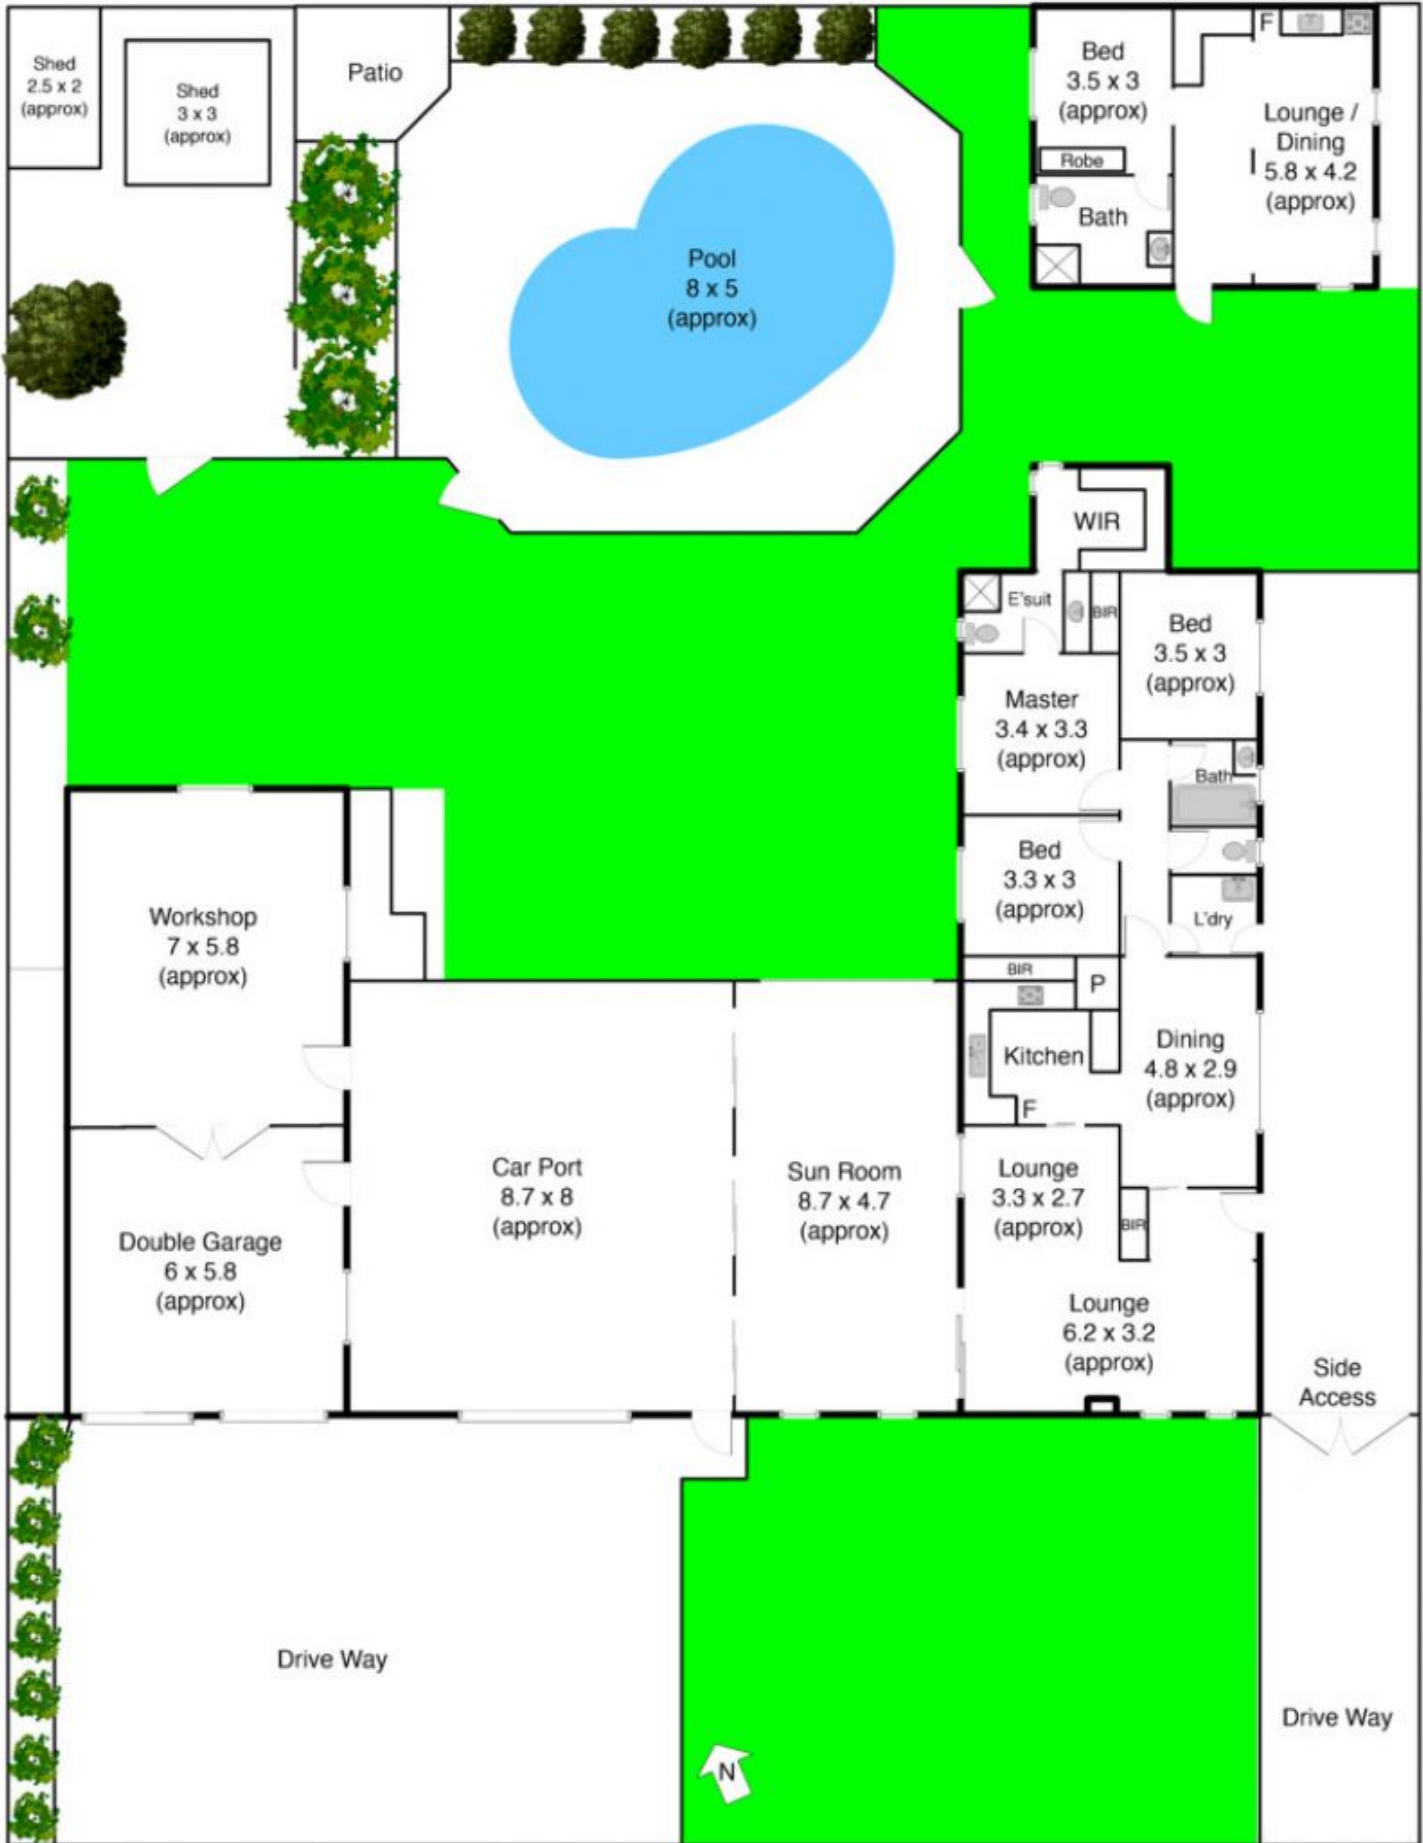 Shed
2.5 x 2
(approx)
Shed
3 x 3
(approx)
Patio
Bed
3.5 x 3
(approx)
Robe
Bath
F
Lounge /
Dining
5.8 x 4.2
(approx)
Pool
8 x 5
(approx)
WIR
E'suit
BIR
Bed
3.5 x 3
(approx)
Master
3.4 x 3.3
(approx)
Bath
Bed
3.3 x 3
(approx)
L'dry
BIR
P
Kitchen
F
Dining
4.8 x 2.9
(approx)
Workshop
7 x 5.8
(approx)
Double Garage
6 x 5.8
(approx)
Car Port
8.7 x 8
(approx)
Sun Room
8.7 x 4.7
(approx)
Lounge
3.3 x 2.7
(approx)
BIR
Lounge
6.2 x 3.2
(approx)
Side
Access
Drive Way
Drive Way
N